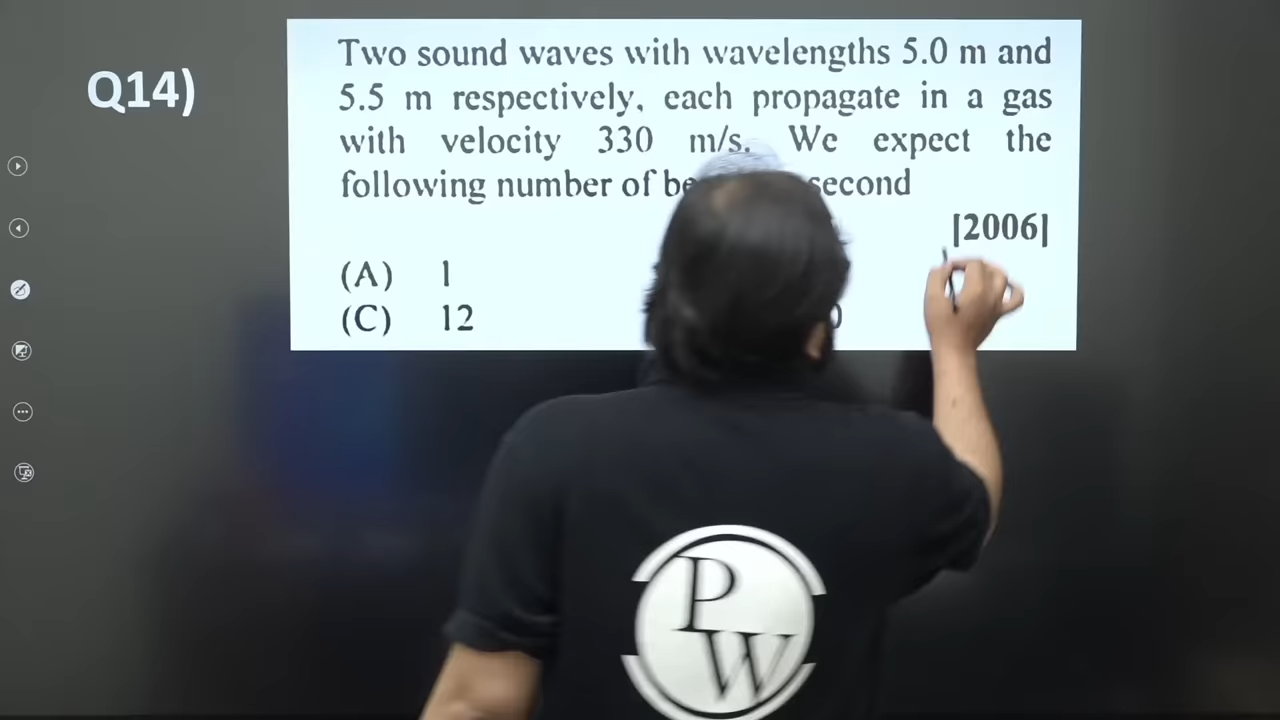 Q14)
Two sound waves with wavelengths 5.0 m and
5.5 m respectively, each propagate in a gas
with velocity 330 m/s. We expect the
following number of second
[2006]
(A) 1
(C) 12
P
W